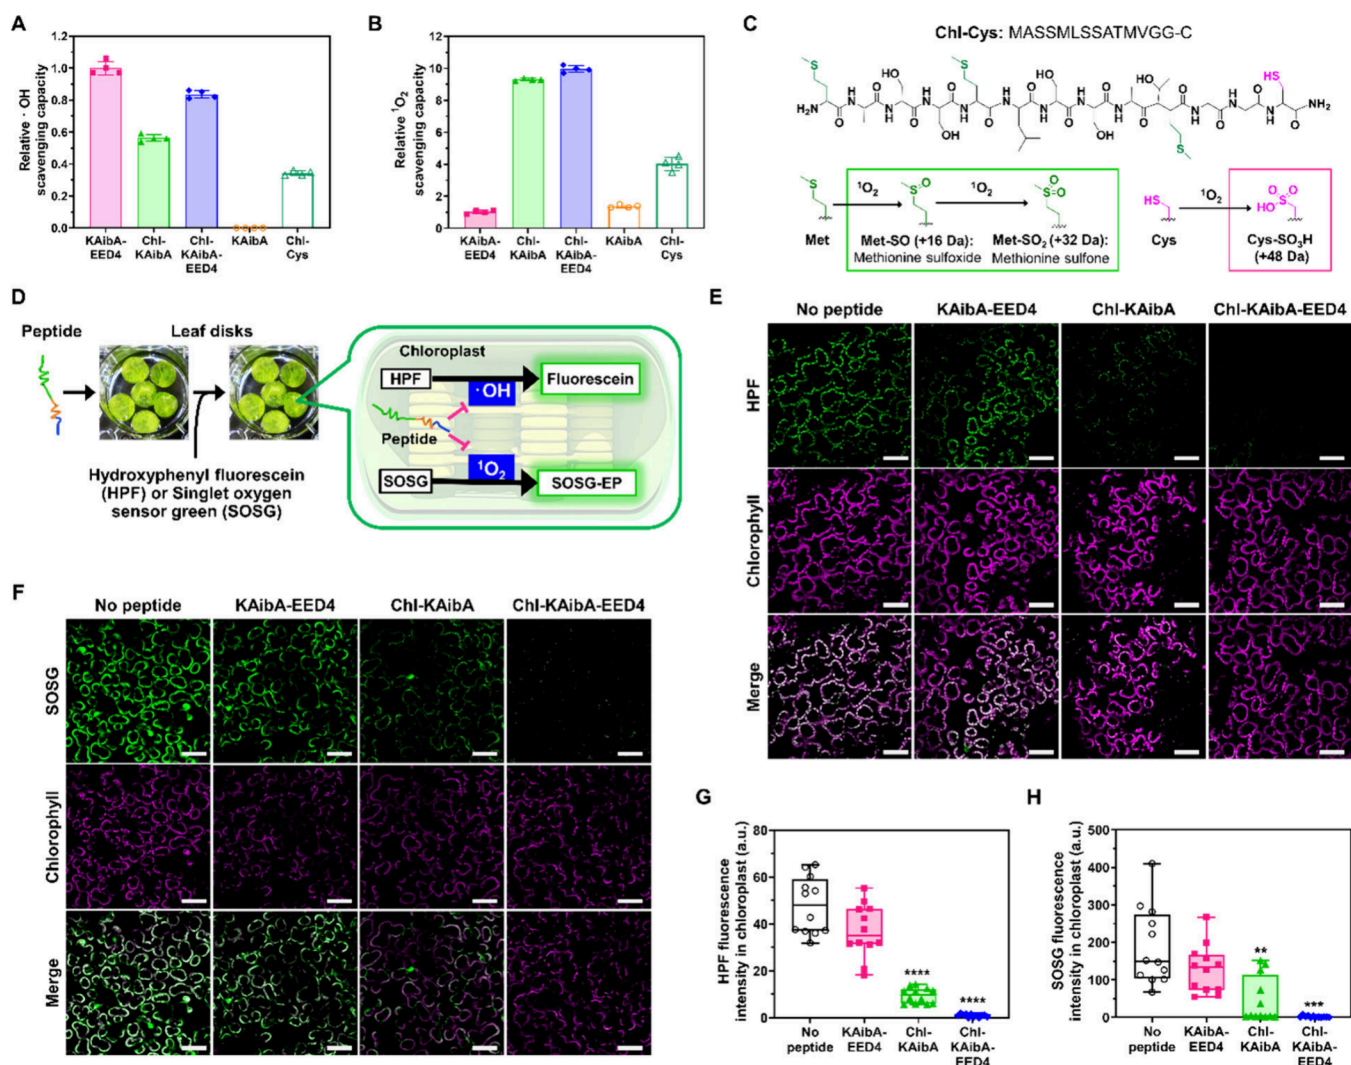 A
Relative · OH
scavenging capacity
1.2
1.0
0.8
0.6
0.4
0.2
0.0
KAibA-
EED4
Chl-
KAibA
Chl-
KAibA-
EED4
KAibA
Chl-
Cys
B
Relative ¹O₂
scavenging capacity
12
10
8
6
4
2
0
KAibA-
EED4
Chl-
KAibA
Chl-
KAibA-
EED4
KAibA
Chl-
Cys
C
Chl-Cys: MASSMLSSATMVGG-C
Met
¹O₂
Met-SO (+16 Da):
Methionine sulfoxide
¹O₂
Met-SO₂ (+32 Da):
Methionine sulfone
Cys
¹O₂
Cys-SO₃H
(+48 Da)
D
Peptide
Leaf disks
Hydroxyphenyl fluorescein
(HPF) or Singlet oxygen
sensor green (SOSG)
Chloroplast
HPF
·OH
Fluorescein
Peptide
¹O₂
SOSG
SOSG-EP
E
No peptide
KAibA-EED4
Chl-KAibA
Chl-KAibA-EED4
HPF
Chlorophyll
Merge
F
No peptide
KAibA-EED4
Chl-KAibA
Chl-KAibA-EED4
SOSG
Chlorophyll
Merge
G
HPF fluorescence
intensity in chloroplast (a.u.)
80
60
40
20
0
****
****
No
peptide
KAibA-
EED4
Chl-
KAibA
Chl-
KAibA-
EED4
H
SOSG fluorescence
intensity in chloroplast (a.u.)
500
400
300
200
100
0
**
***
No
peptide
KAibA-
EED4
Chl-
KAibA
Chl-
KAibA-
EED4